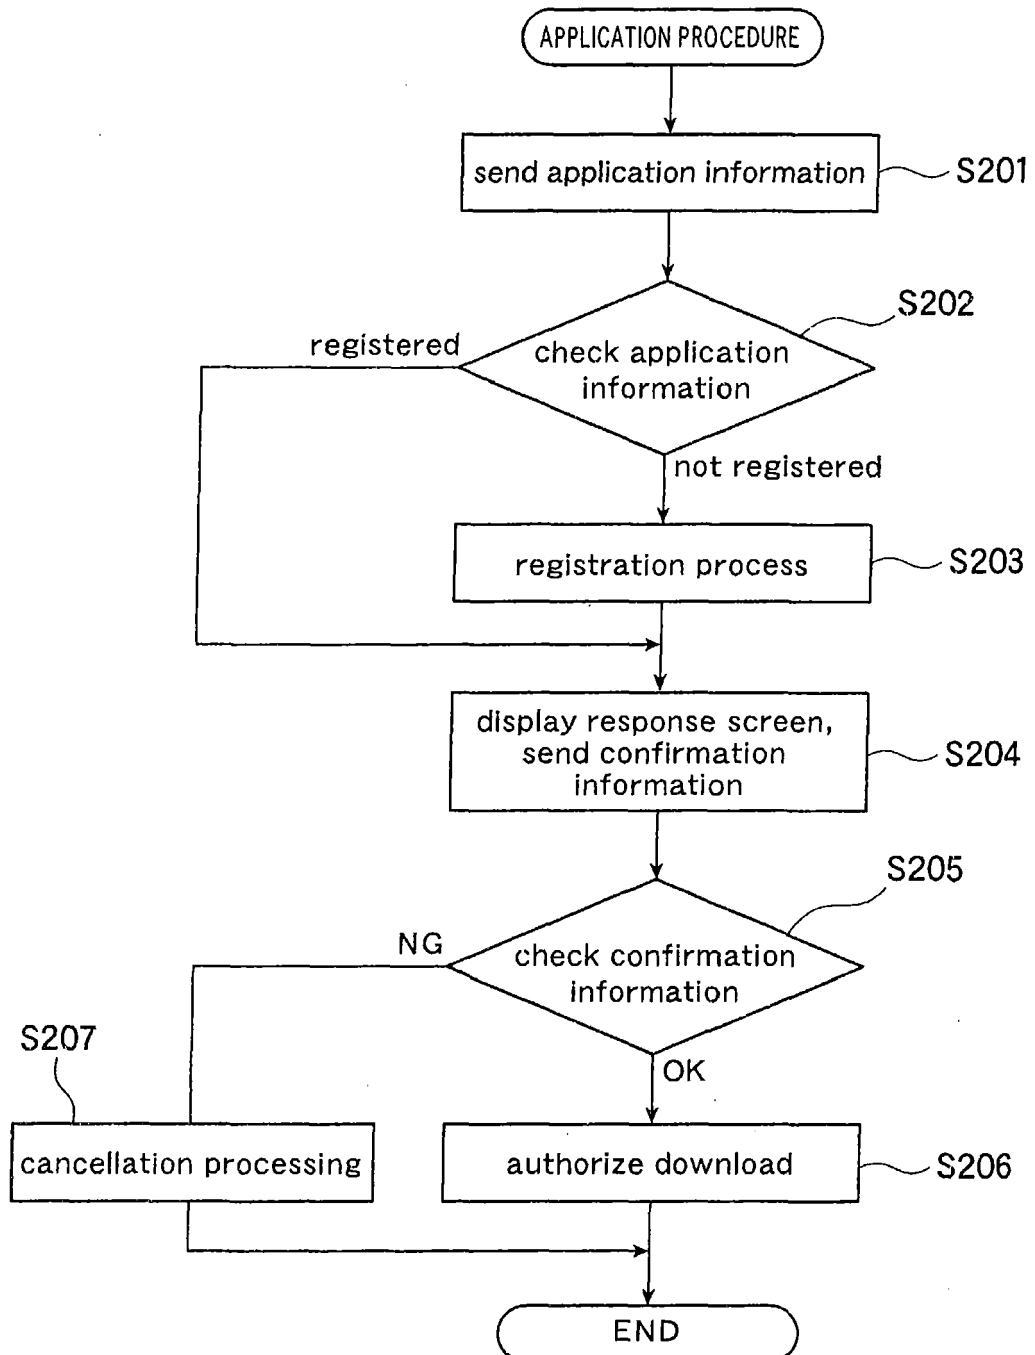 APPLICATION PROCEDURE
send application information
S201
S202
registered
check application
information
not registered
registration process
S203
display response screen,
send confirmation
information
S204
S205
NG
check confirmation
information
S207
OK
cancellation processing
authorize download
S206
END